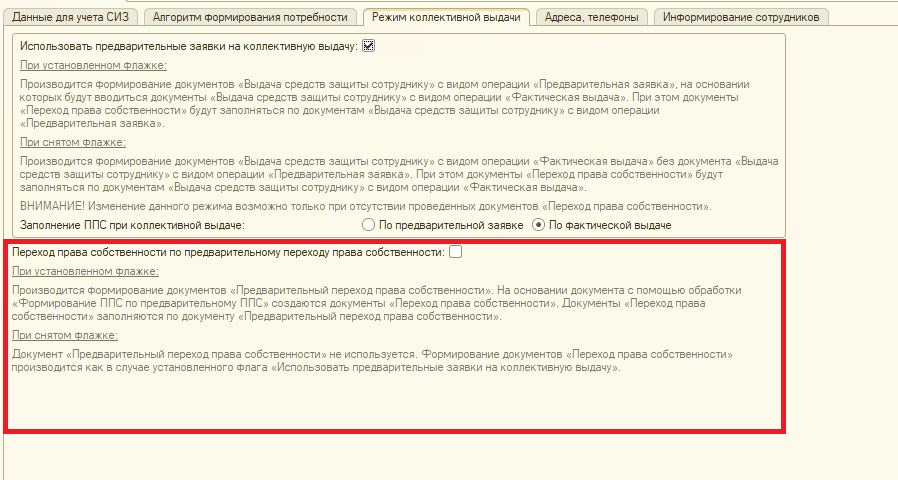 Данные для учета СИЗ
Алгоритм формирования потребности
Режим коллективной выдачи
Адреса, телефоны
Информирование сотрудников
Использовать предварительные заявки на коллективную выдачу:
При установленном флажке:
Производится формирование документов «Выдача средств защиты сотруднику» с видом операции «Предварительная заявка», на основании
которых будут вводиться документы «Выдача средств защиты сотруднику» с видом операции «Фактическая выдача». При этом документы
«Переход права собственности» будут заполняться по документам «Выдача средств защиты сотруднику» с видом операции
«Предварительная заявка».
При снятом флажке:
Производится формирование документов «Выдача средств защиты сотруднику» с видом операции «Фактическая выдача» без документа «Выдача
средств защиты сотруднику» с видом операции «Предварительная заявка». При этом документы «Переход права собственности» будут
заполняться по документам «Выдача средств защиты сотруднику» с видом операции «Фактическая выдача».
ВНИМАНИЕ! Изменение данного режима возможно только при отсутствии проведенных документов «Переход права собственности».
Заполнение ППС при коллективной выдаче:
По предварительной заявке
По фактической выдаче
Переход права собственности по предварительному переходу права собственности:
При установленном флажке:
Производится формирование документов «Предварительный переход права собственности». На основании документа с помощью обработки
«Формирование ППС по предварительному ППС» создаются документы «Переход права собственности». Документы «Переход права
собственности» заполняются по документу «Предварительный переход права собственности».
При снятом флажке:
Документ «Предварительный переход права собственности» не используется. Формирование документов «Переход права собственности»
производится как в случае установленного флага «Использовать предварительные заявки на коллективную выдачу».